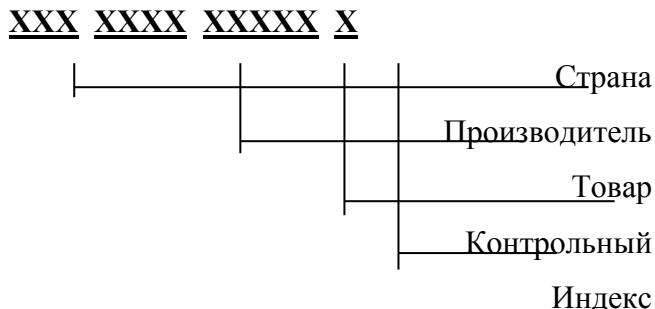 XXX XXXX XXXXX X
Страна
Производитель
Товар
Контрольный
Индекс